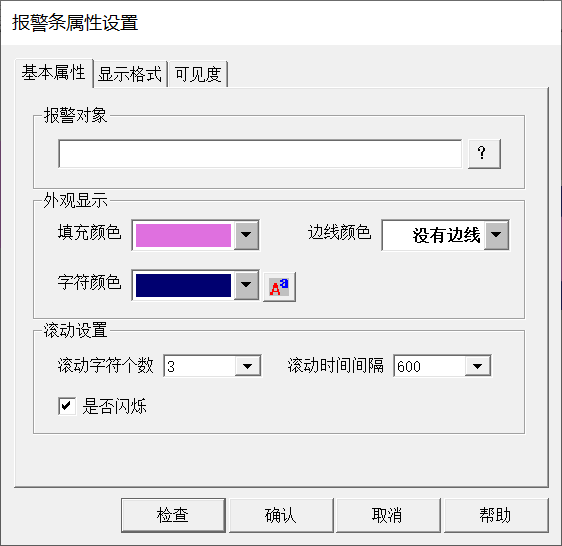 报警条属性设置
基本属性 显示格式 可见度
报警对象
?
外观显示
填充颜色 边线颜色 没有边线
字符颜色 Aa
滚动设置
滚动字符个数 3 滚动时间间隔 600
是否闪烁
检查 确认 取消 帮助